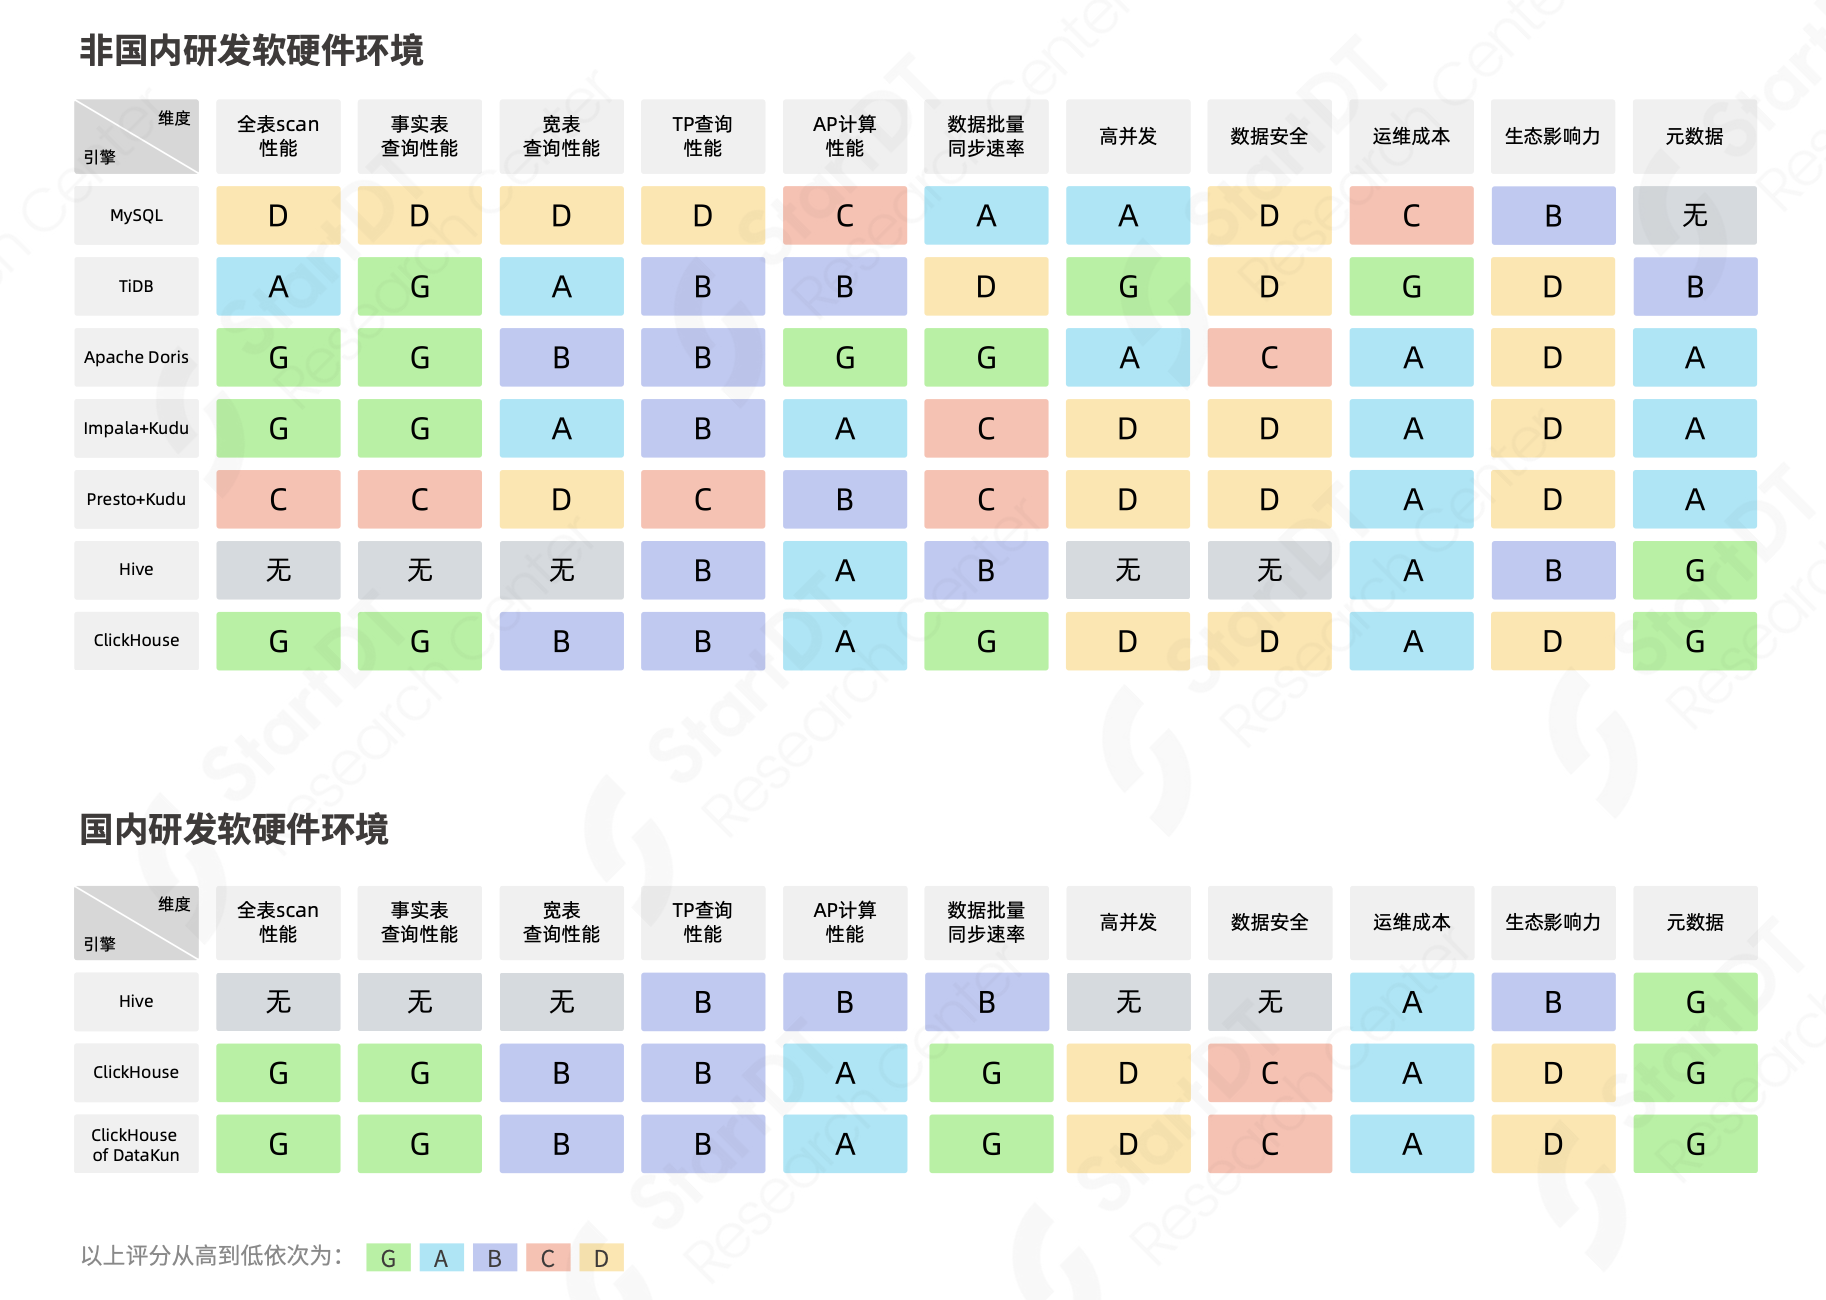 非国内研发软硬件环境
维度
引擎
全表scan
性能
事实表
查询性能
宽表
查询性能
TP查询
性能
AP计算
性能
数据批量
同步速率
高并发
数据安全
运维成本
生态影响力
元数据
MySQL D D D D C A A D C B 无
TiDB A G A B B D G D G D B
Apache Doris G G B B G G A C A D A
Impala+Kudu G G A B A C D D A D A
Presto+Kudu C C D C B C D D A D A
Hive 无 无 无 B A B 无 无 A B G
ClickHouse G G B B A G D D A D G
国内研发软硬件环境
维度
引擎
全表scan
性能
事实表
查询性能
宽表
查询性能
TP查询
性能
AP计算
性能
数据批量
同步速率
高并发
数据安全
运维成本
生态影响力
元数据
Hive 无 无 无 B B B 无 无 A B G
ClickHouse G G B B A G D C A D G
ClickHouse
of DataKun G G B B A G D C A D G
以上评分从高到低依次为： G A B C D
StartDT
Research Center